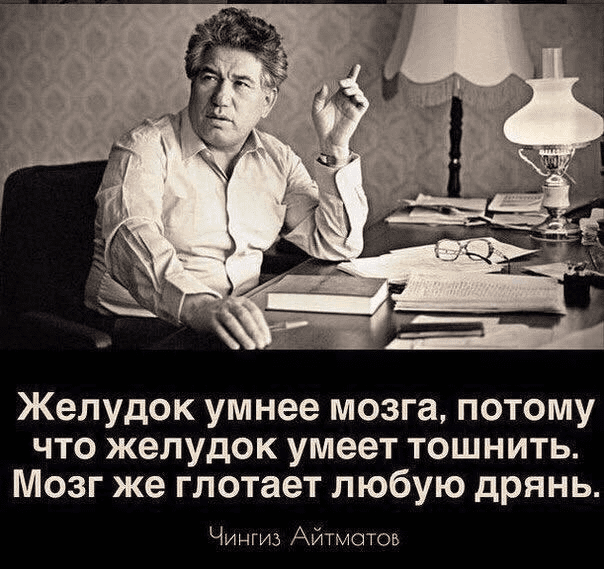 Желудок умнее мозга, потому
что желудок умеет тошнить.
Мозг же глотает любую дрянь.
Чингиз Айтматов